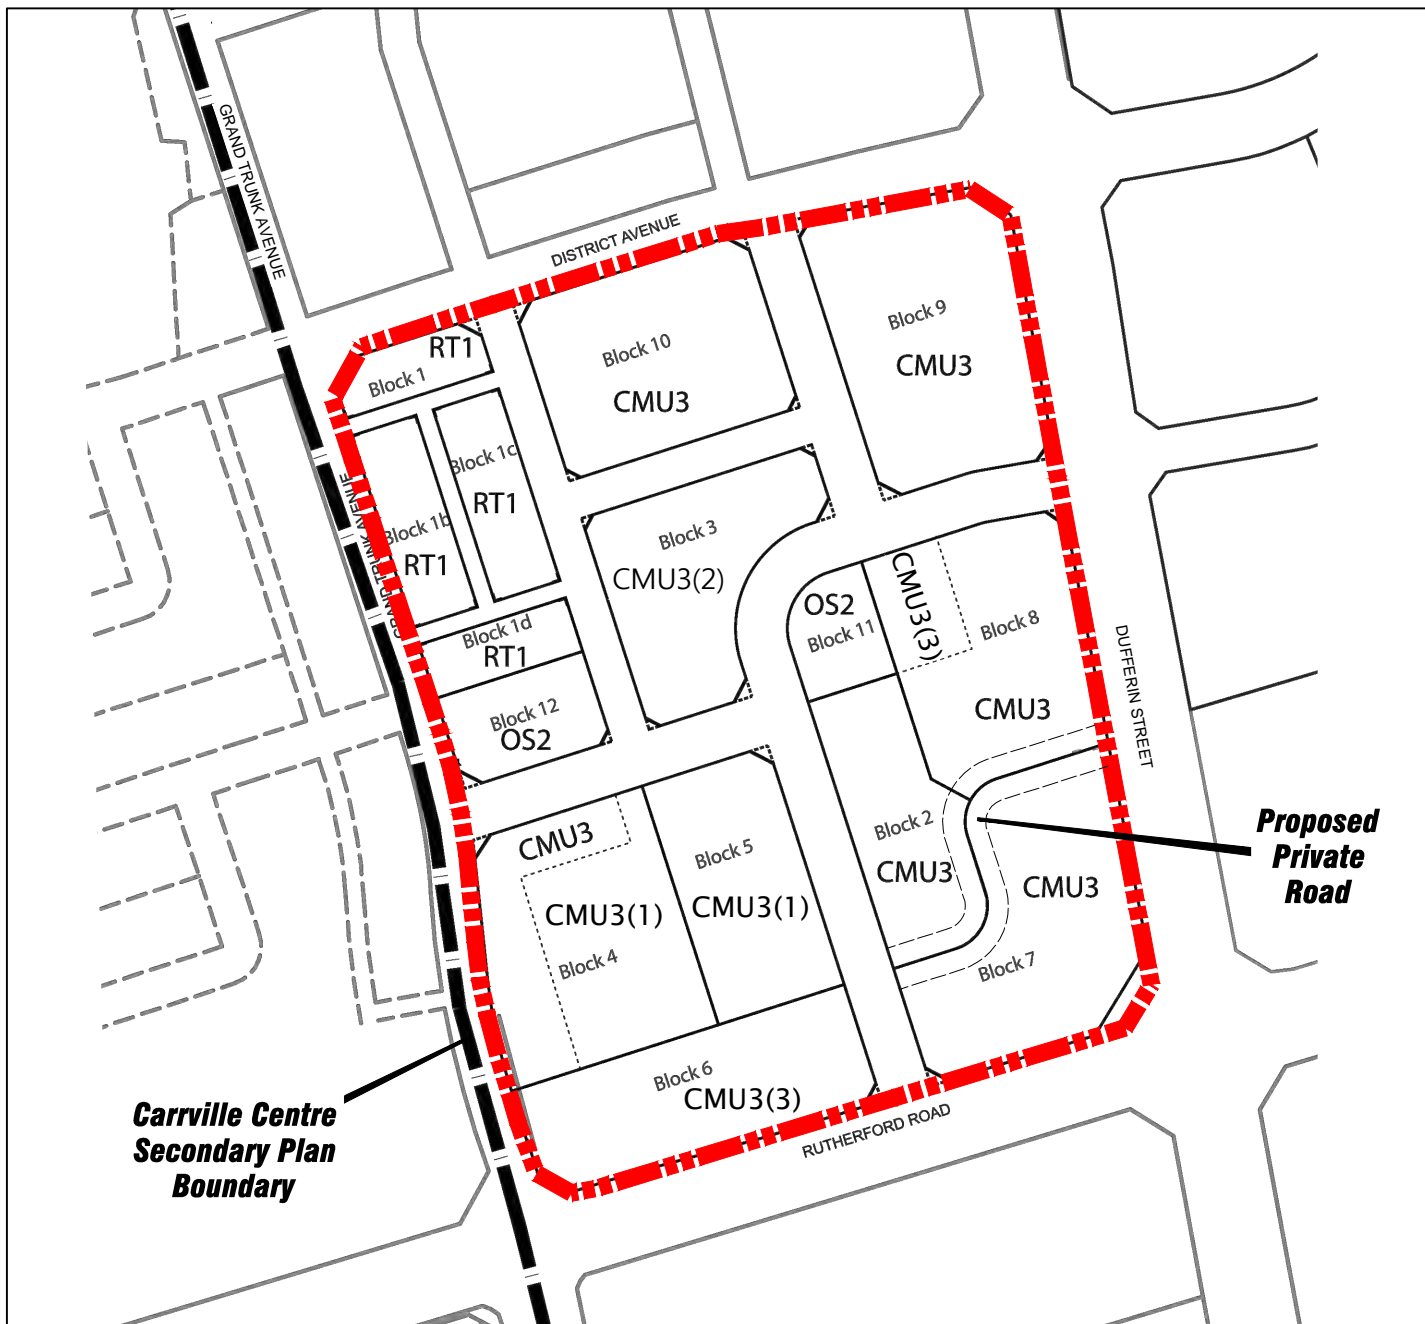 GRAND TRUNK AVENUE
DISTRICT AVENUE
Block 9
CMU3
RT1
Block 1
Block 10
CMU3
Block 1c
RT1
Block 1b
RT1
GRAND TRUNK AVENUE
Block 3
CMU3(2)
CMU3(3)
OS2
Block 11
Block 8
CMU3
Block 1d
RT1
Block 12
OS2
DUFFERIN STREET
CMU3
Block 5
CMU3(1)
CMU3(1)
Block 4
Block 2
CMU3
CMU3
Block 7
Proposed
Private
Road
Block 6
CMU3(3)
RUTHERFORD ROAD
Carrville Centre
Secondary Plan
Boundary